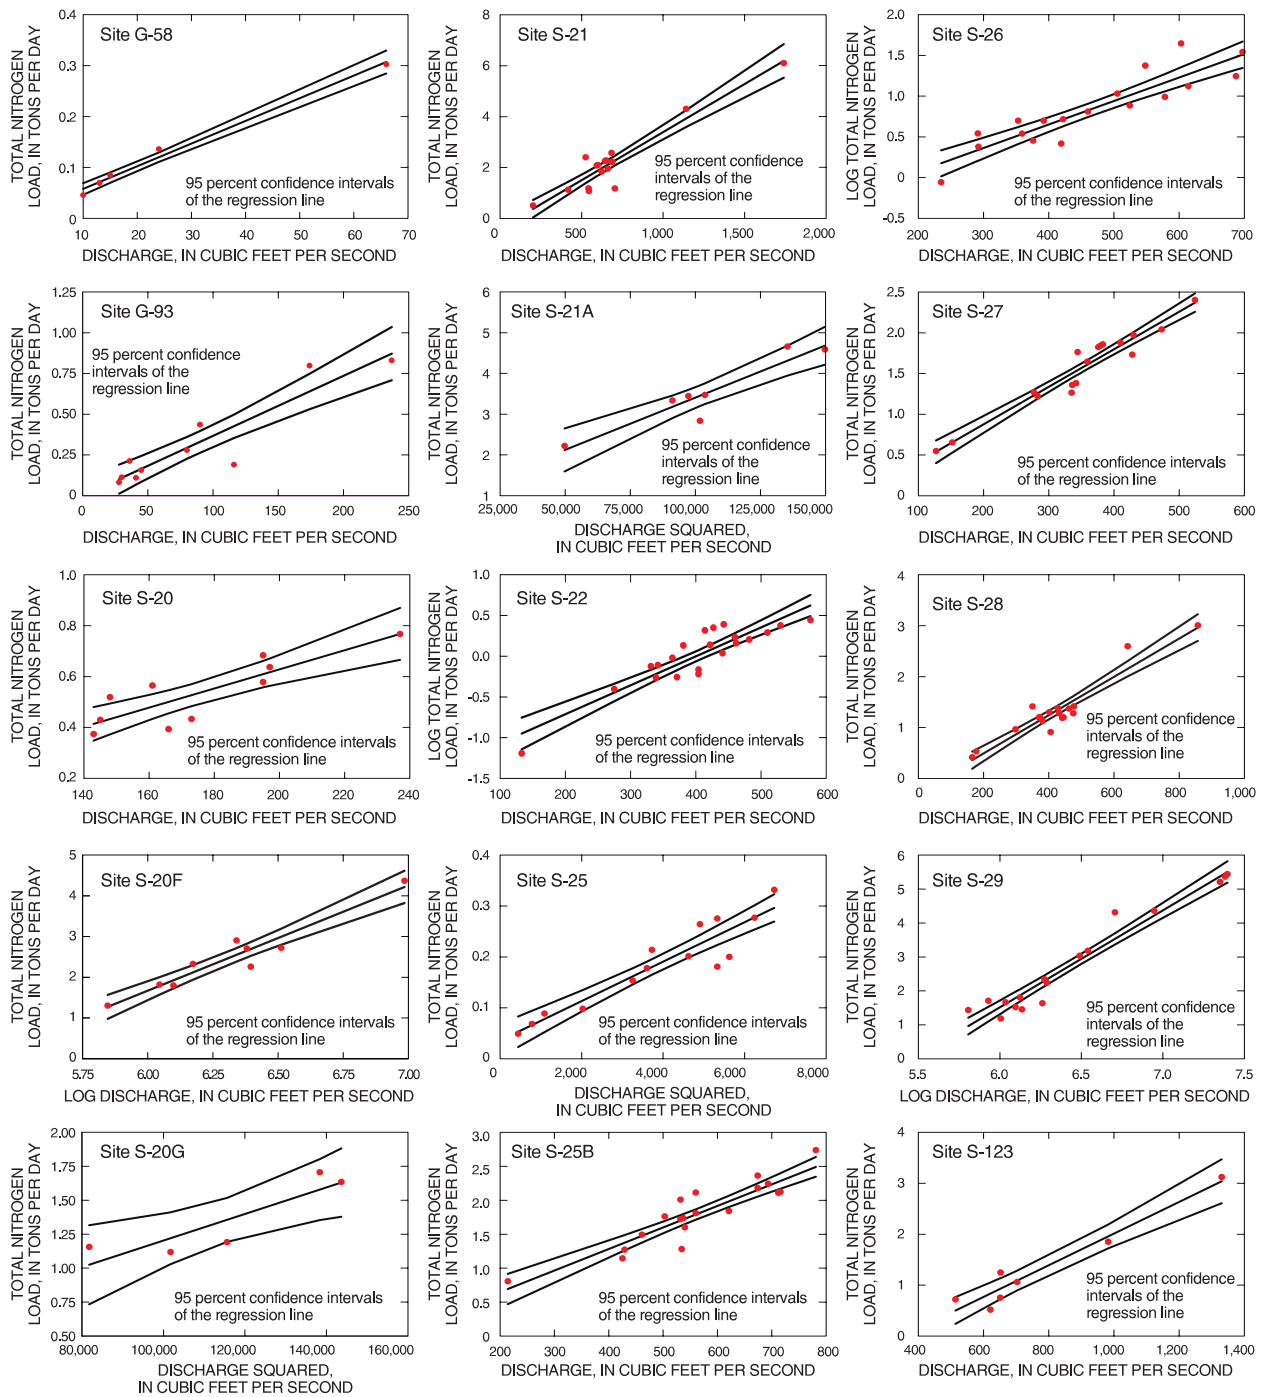 Site G-58
TOTAL NITROGEN
LOAD, IN TONS PER DAY
0.4
0.3
0.2
0.1
0
95 percent confidence intervals
of the regression line
10 20 30 40 50 60 70
DISCHARGE, IN CUBIC FEET PER SECOND
Site S-21
TOTAL NITROGEN
LOAD, IN TONS PER DAY
8
6
4
2
0
95 percent confidence
intervals of the
regression line
0 500 1,000 1,500 2,000
DISCHARGE, IN CUBIC FEET PER SECOND
Site S-26
LOG TOTAL NITROGEN
LOAD, IN TONS PER DAY
2.0
1.5
1.0
0.5
0
-0.5
95 percent confidence intervals
of the regression line
200 300 400 500 600 700
DISCHARGE, IN CUBIC FEET PER SECOND
Site G-93
TOTAL NITROGEN
LOAD, IN TONS PER DAY
1.25
1.00
0.75
0.50
0.25
0
95 percent confidence
intervals of the
regression line
0 50 100 150 200 250
DISCHARGE, IN CUBIC FEET PER SECOND
Site S-21A
TOTAL NITROGEN
LOAD, IN TONS PER DAY
6
5
4
3
2
1
95 percent confidence
intervals of the
regression line
25,000 50,000 75,000 100,000 125,000 150,000
DISCHARGE SQUARED,
IN CUBIC FEET PER SECOND
Site S-27
TOTAL NITROGEN
LOAD, IN TONS PER DAY
2.5
2.0
1.5
1.0
0.5
0.0
95 percent confidence intervals
of the regression line
100 200 300 400 500 600
DISCHARGE, IN CUBIC FEET PER SECOND
Site S-20
TOTAL NITROGEN
LOAD, IN TONS PER DAY
1.0
0.8
0.6
0.4
0.2
95 percent confidence intervals
of the regression line
140 160 180 200 220 240
DISCHARGE, IN CUBIC FEET PER SECOND
Site S-22
LOG TOTAL NITROGEN
LOAD, IN TONS PER DAY
1.0
0.5
0.0
-0.5
-1.0
-1.5
95 percent confidence intervals
of the regression line
100 200 300 400 500 600
DISCHARGE, IN CUBIC FEET PER SECOND
Site S-28
TOTAL NITROGEN
LOAD, IN TONS PER DAY
4
3
2
1
0
95 percent confidence
intervals of the
regression line
0 200 400 600 800 1,000
DISCHARGE, IN CUBIC FEET PER SECOND
Site S-20F
TOTAL NITROGEN
LOAD, IN TONS PER DAY
5
4
3
2
1
0
95 percent confidence intervals
of the regression line
5.75 6.00 6.25 6.50 6.75 7.00
LOG DISCHARGE, IN CUBIC FEET PER SECOND
Site S-25
TOTAL NITROGEN
LOAD, IN TONS PER DAY
0.4
0.3
0.2
0.1
0
95 percent confidence intervals
of the regression line
0 2,000 4,000 6,000 8,000
DISCHARGE SQUARED,
IN CUBIC FEET PER SECOND
Site S-29
TOTAL NITROGEN
LOAD, IN TONS PER DAY
6
5
4
3
2
1
0
95 percent confidence
intervals of the
regression line
5.5 6.0 6.5 7.0 7.5
LOG DISCHARGE, IN CUBIC FEET PER SECOND
Site S-20G
TOTAL NITROGEN
LOAD, IN TONS PER DAY
2.00
1.75
1.50
1.25
1.00
0.75
0.50
95 percent confidence intervals
of the regression line
80,000 100,000 120,000 140,000 160,000
DISCHARGE SQUARED,
IN CUBIC FEET PER SECOND
Site S-25B
TOTAL NITROGEN
LOAD, IN TONS PER DAY
3.0
2.5
2.0
1.5
1.0
0.5
0.0
95 percent confidence intervals
of the regression line
200 300 400 500 600 700 800
DISCHARGE, IN CUBIC FEET PER SECOND
Site S-123
TOTAL NITROGEN
LOAD, IN TONS PER DAY
4
3
2
1
0
95 percent confidence
intervals of the
regression line
400 600 800 1,000 1,200 1,400
DISCHARGE, IN CUBIC FEET PER SECOND